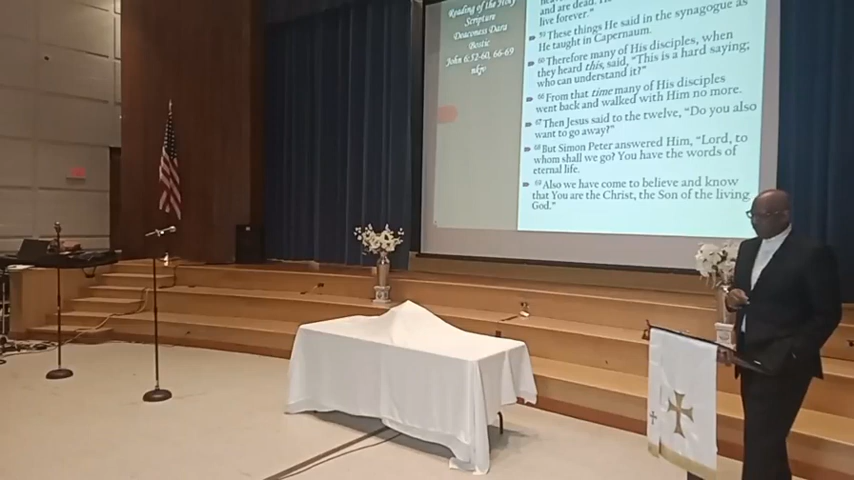 Reading of the Holy
Scripture
Deaconess Dara
Bostic
John 6:52-60, 66-69
nkjv
and are dead. He
live forever."
59 These things He said in the synagogue as
He taught in Capernaum.
60 Therefore many of His disciples, when
they heard this, said, "This is a hard saying;
who can understand it?"
66 From that time many of His disciples
went back and walked with Him no more.
67 Then Jesus said to the twelve, "Do you also
want to go away?"
68 But Simon Peter answered Him, "Lord, to
whom shall we go? You have the words of
eternal life.
69 Also we have come to believe and know
that You are the Christ, the Son of the living
God."